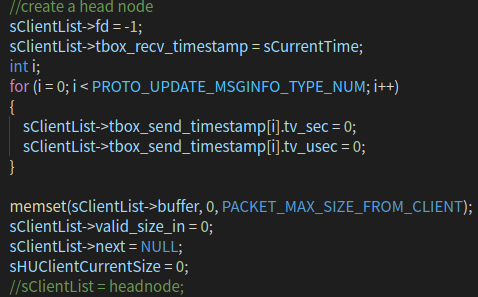 //create a head node
sClientList->fd = -1;
sClientList->tbox_recv_timestamp = sCurrentTime;
int i;
for (i = 0; i < PROTO_UPDATE_MSGINFO_TYPE_NUM; i++)
{
sClientList->tbox_send_timestamp[i].tv_sec = 0;
sClientList->tbox_send_timestamp[i].tv_usec = 0;
}
memset(sClientList->buffer, 0, PACKET_MAX_SIZE_FROM_CLIENT);
sClientList->valid_size_in = 0;
sClientList->next = NULL;
sHUClientCurrentSize = 0;
//sClientList = headnode;